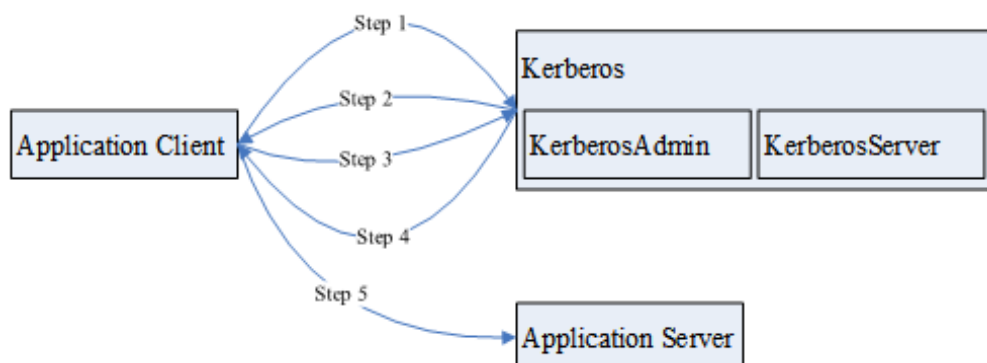 Step 1
Kerberos
Step 2
Application Client
KerberosAdmin
KerberosServer
Step 3
Step 4
Step 5
Application Server